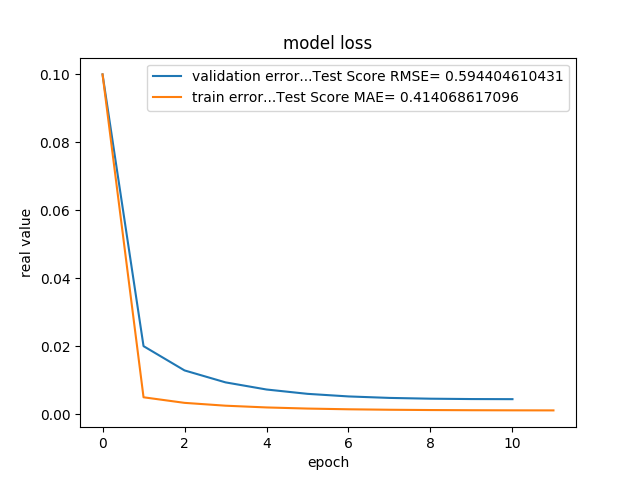 model loss
validation error...Test Score RMSE= 0.594404610431
train error...Test Score MAE= 0.414068617096
real value
0.10
0.08
0.06
0.04
0.02
0.00
0 2 4 6 8 10
epoch